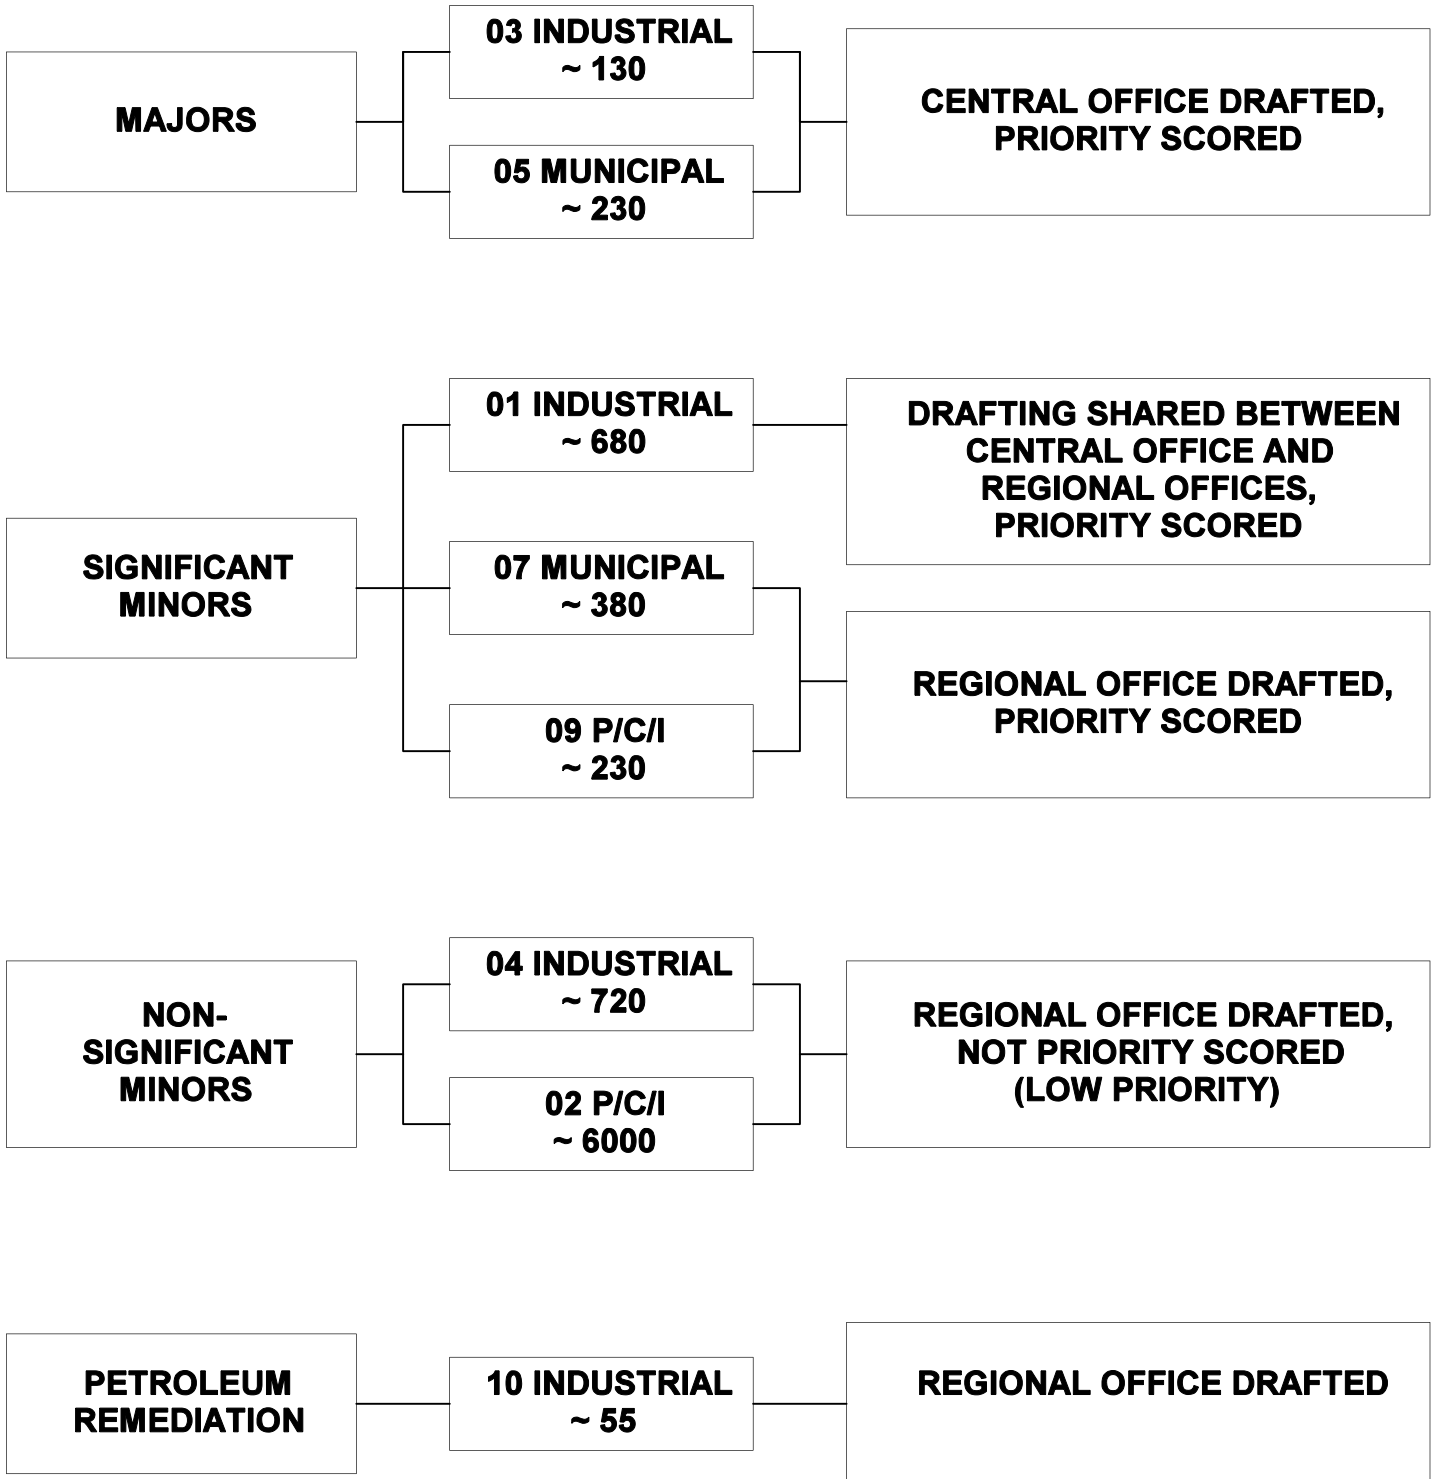 MAJORS
03 INDUSTRIAL
~ 130
05 MUNICIPAL
~ 230
CENTRAL OFFICE DRAFTED,
PRIORITY SCORED
SIGNIFICANT
MINORS
01 INDUSTRIAL
~ 680
07 MUNICIPAL
~ 380
09 P/C/I
~ 230
DRAFTING SHARED BETWEEN
CENTRAL OFFICE AND
REGIONAL OFFICES,
PRIORITY SCORED
REGIONAL OFFICE DRAFTED,
PRIORITY SCORED
NON-
SIGNIFICANT
MINORS
04 INDUSTRIAL
~ 720
02 P/C/I
~ 6000
REGIONAL OFFICE DRAFTED,
NOT PRIORITY SCORED
(LOW PRIORITY)
PETROLEUM
REMEDIATION
10 INDUSTRIAL
~ 55
REGIONAL OFFICE DRAFTED